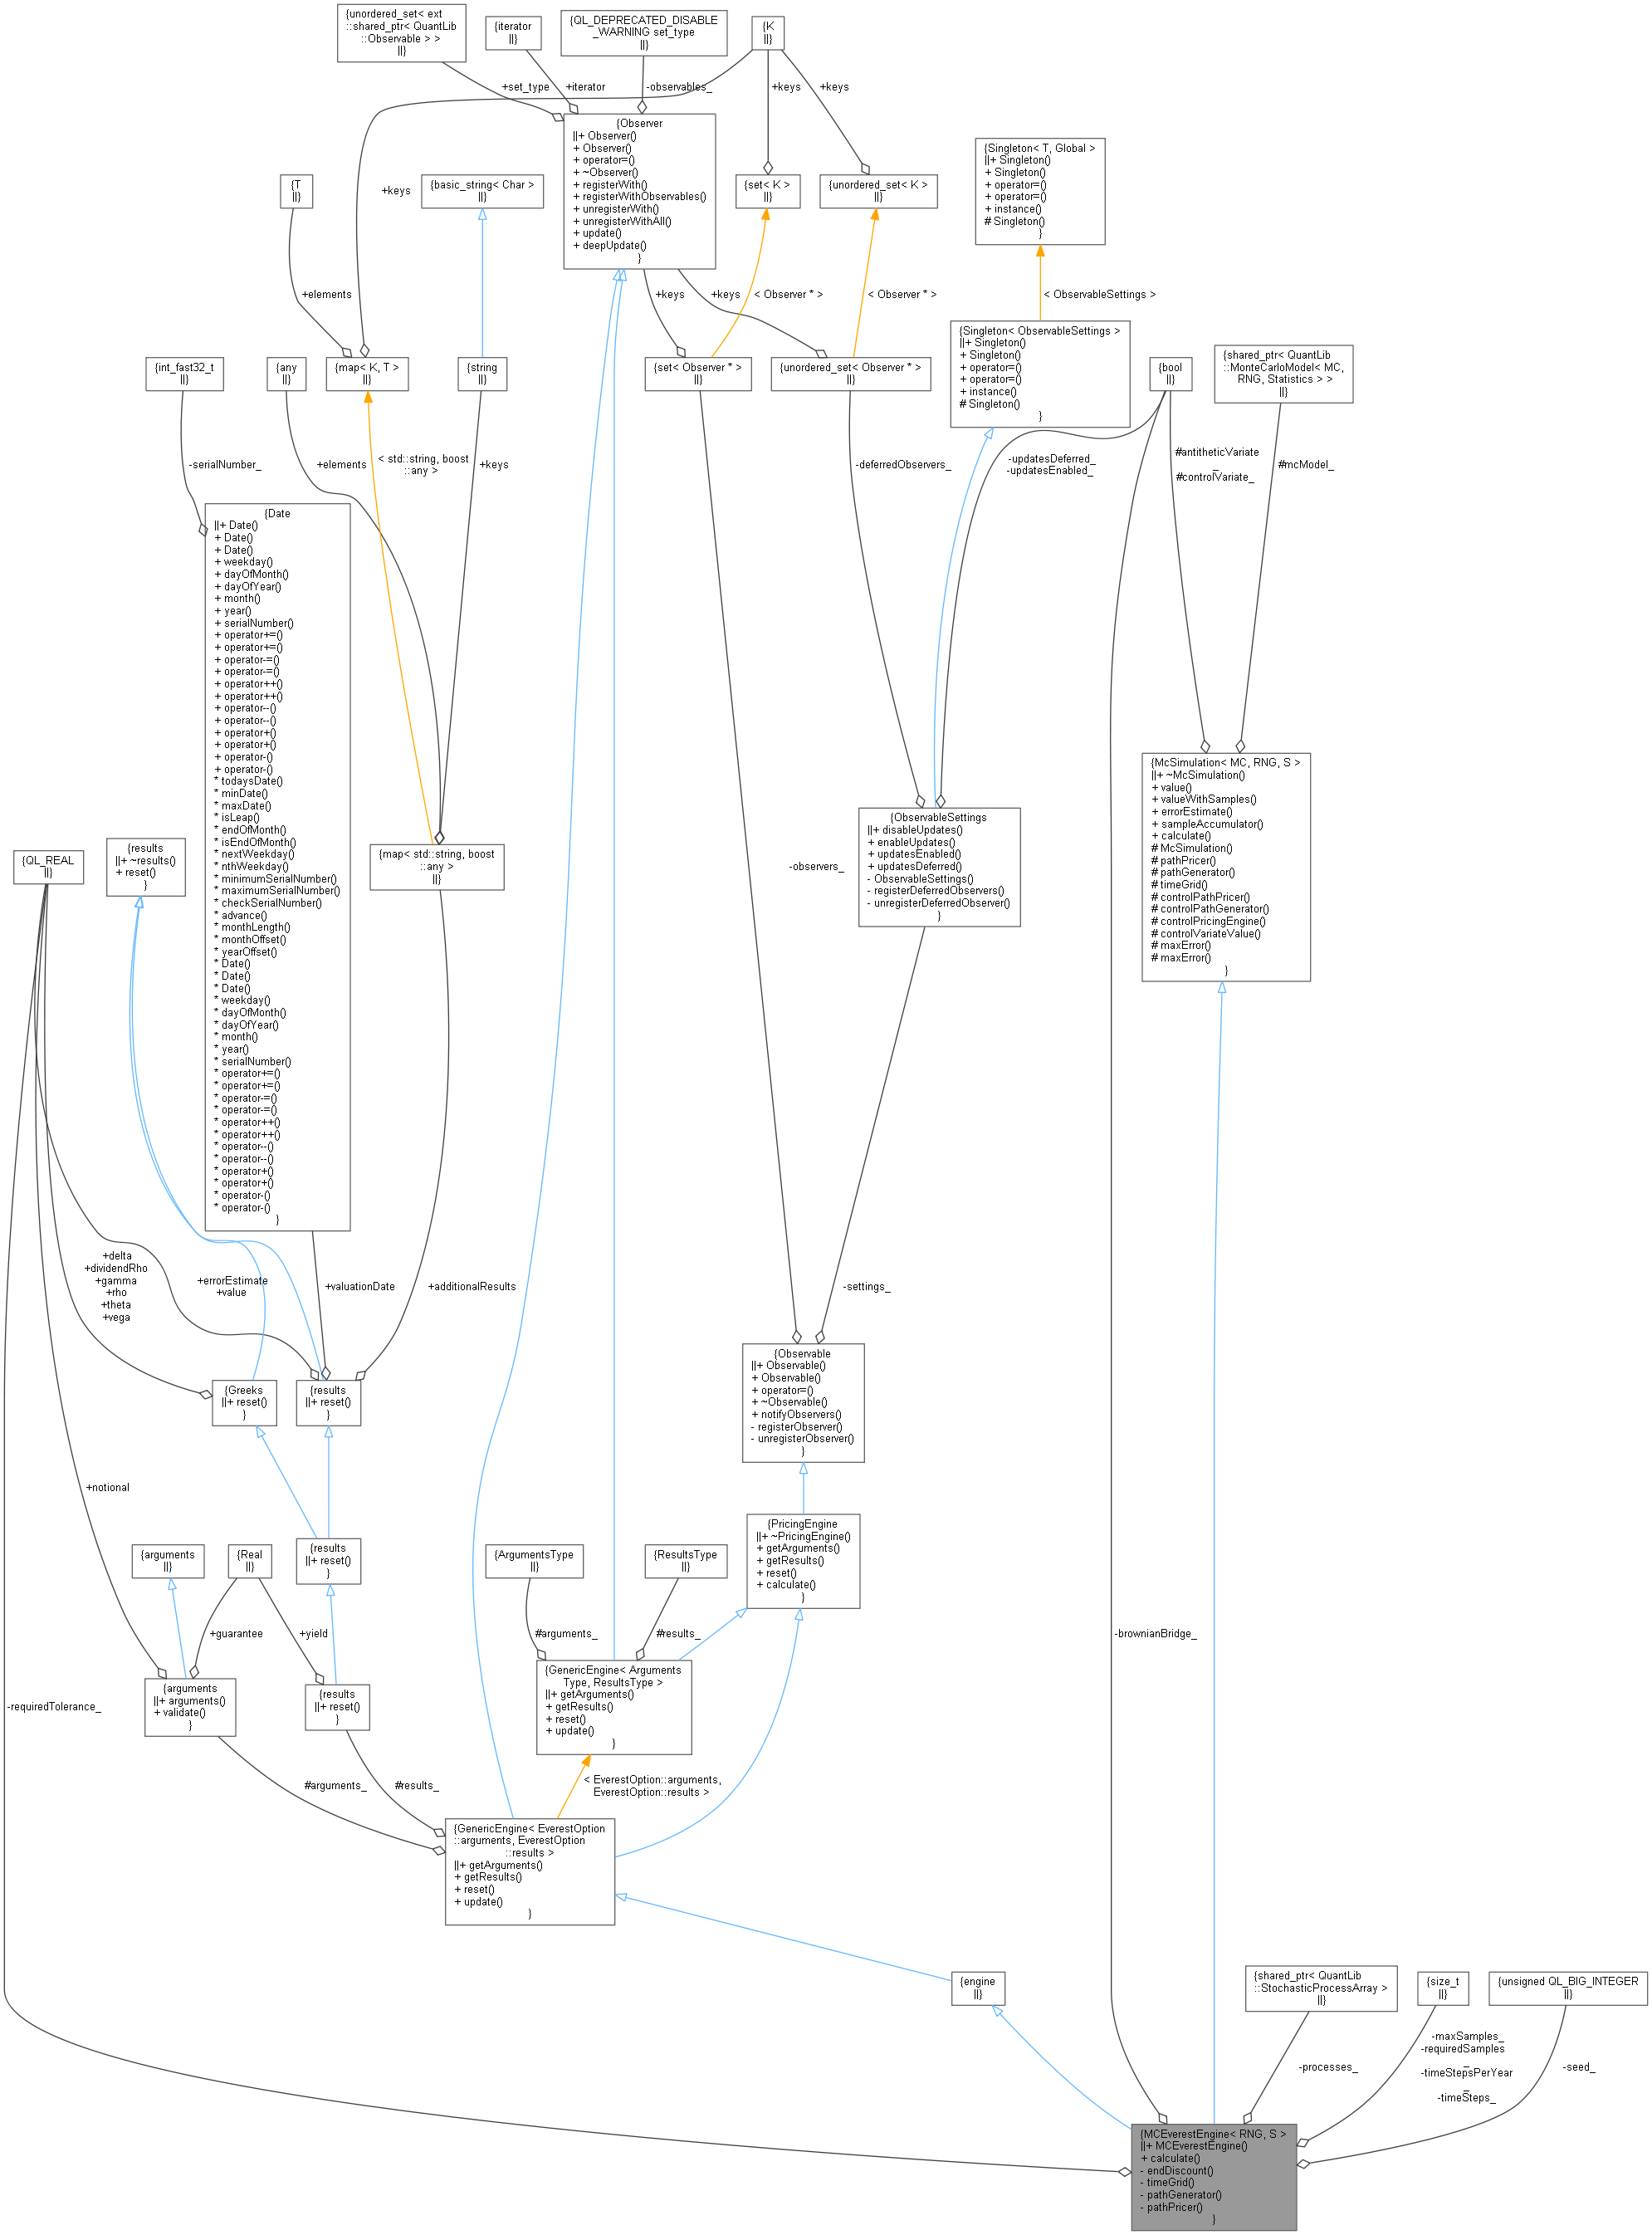 {unordered_set< ext
::shared_ptr< QuantLib
::Observable > >
||}
{iterator
||}
{QL_DEPRECATED_DISABLE
_WARNING set_type
||}
{K
||}
+set_type
+iterator
-observables_
+keys
+keys
+keys
{Observer
||+ Observer()
+ Observer()
+ operator=()
+ ~Observer()
+ registerWith()
+ registerWithObservables()
+ unregisterWith()
+ unregisterWithAll()
+ update()
+ deepUpdate()
}
{T
||}
{basic_string< Char >
||}
{set< K >
||}
{unordered_set< K >
||}
{Singleton< T, Global >
||+ Singleton()
+ Singleton()
+ operator=()
+ operator=()
+ instance()
# Singleton()
}
+elements
+keys
+keys
< Observer * >
< Observer * >
< ObservableSettings >
{int_fast32_t
||}
{any
||}
{map< K, T >
||}
{string
||}
{set< Observer * >
||}
{unordered_set< Observer * >
||}
{Singleton< ObservableSettings >
||+ Singleton()
+ Singleton()
+ operator=()
+ operator=()
+ instance()
# Singleton()
}
{bool
||}
{shared_ptr< QuantLib
::MonteCarloModel< MC,
RNG, Statistics > >
||}
-serialNumber_
+elements
< std::string, boost
::any >
+keys
-deferredObservers_
-updatesDeferred_
-updatesEnabled_
#antitheticVariate
_
#controlVariate_
#mcModel_
{Date
||+ Date()
+ Date()
+ Date()
+ weekday()
+ dayOfMonth()
+ dayOfYear()
+ month()
+ year()
+ serialNumber()
+ operator+=()
+ operator+=()
+ operator-=()
+ operator-=()
+ operator++()
+ operator++()
+ operator--()
+ operator--()
+ operator+()
+ operator+()
+ operator-()
+ operator-()
* todaysDate()
* minDate()
* maxDate()
* isLeap()
* endOfMonth()
* isEndOfMonth()
* nextWeekday()
* nthWeekday()
* minimumSerialNumber()
* maximumSerialNumber()
* checkSerialNumber()
* advance()
* monthLength()
* monthOffset()
* yearOffset()
* Date()
* Date()
* Date()
* weekday()
* dayOfMonth()
* dayOfYear()
* month()
* year()
* serialNumber()
* operator+=()
* operator+=()
* operator-=()
* operator-=()
* operator++()
* operator++()
* operator--()
* operator--()
* operator+()
* operator+()
* operator-()
* operator-()
}
{QL_REAL
||}
{results
||+ ~results()
+ reset()
}
{map< std::string, boost
::any >
||}
-observers_
{ObservableSettings
||+ disableUpdates()
+ enableUpdates()
+ updatesEnabled()
+ updatesDeferred()
- ObservableSettings()
- registerDeferredObservers()
- unregisterDeferredObserver()
}
{McSimulation< MC, RNG, S >
||+ ~McSimulation()
+ value()
+ valueWithSamples()
+ errorEstimate()
+ sampleAccumulator()
+ calculate()
# McSimulation()
# pathPricer()
# pathGenerator()
# timeGrid()
# controlPathPricer()
# controlPathGenerator()
# controlPricingEngine()
# controlVariateValue()
# maxError()
# maxError()
}
+delta
+dividendRho
+gamma
+rho
+theta
+vega
+errorEstimate
+value
+valuationDate
+additionalResults
-settings_
{Greeks
||+ reset()
}
{results
||+ reset()
}
{Observable
||+ Observable()
+ Observable()
+ operator=()
+ ~Observable()
+ notifyObservers()
- registerObserver()
- unregisterObserver()
}
+notional
{arguments
||}
{Real
||}
{results
||+ reset()
}
{ArgumentsType
||}
{ResultsType
||}
{PricingEngine
||+ ~PricingEngine()
+ getArguments()
+ getResults()
+ reset()
+ calculate()
}
+guarantee
+yield
#arguments_
#results_
-brownianBridge_
-requiredTolerance_
{arguments
||+ arguments()
+ validate()
}
{results
||+ reset()
}
{GenericEngine< Arguments
Type, ResultsType >
||+ getArguments()
+ getResults()
+ reset()
+ update()
}
#arguments_
#results_
< EverestOption::arguments,
EverestOption::results >
{GenericEngine< EverestOption
::arguments, EverestOption
::results >
||+ getArguments()
+ getResults()
+ reset()
+ update()
}
{engine
||}
{shared_ptr< QuantLib
::StochasticProcessArray >
||}
{size_t
||}
{unsigned QL_BIG_INTEGER
||}
-processes_
-maxSamples_
-requiredSamples
_
-timeStepsPerYear
_
-timeSteps_
-seed_
{MCEverestEngine< RNG, S >
||+ MCEverestEngine()
+ calculate()
- endDiscount()
- timeGrid()
- pathGenerator()
- pathPricer()
}